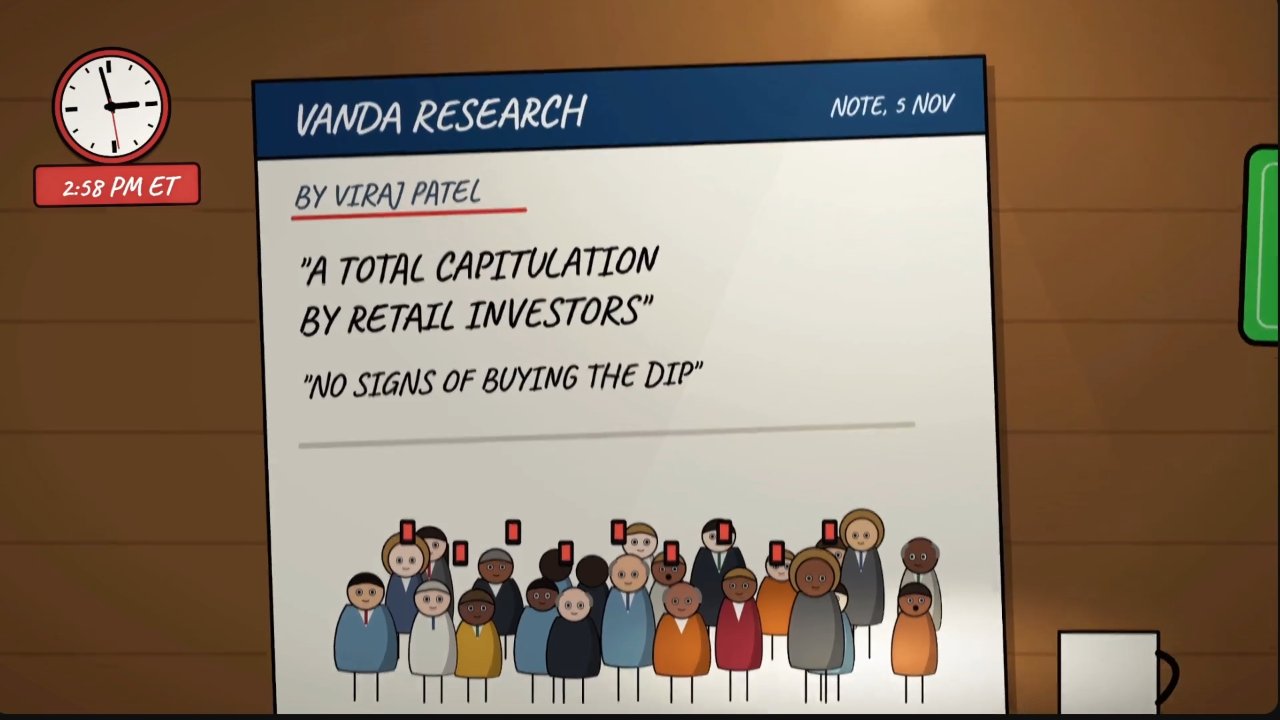 VANDA RESEARCH
NOTE, 5 NOV
2:58 PM ET
BY VIRAJ PATEL
"A TOTAL CAPITULATION
BY RETAIL INVESTORS"
"NO SIGNS OF BUYING THE DIP"